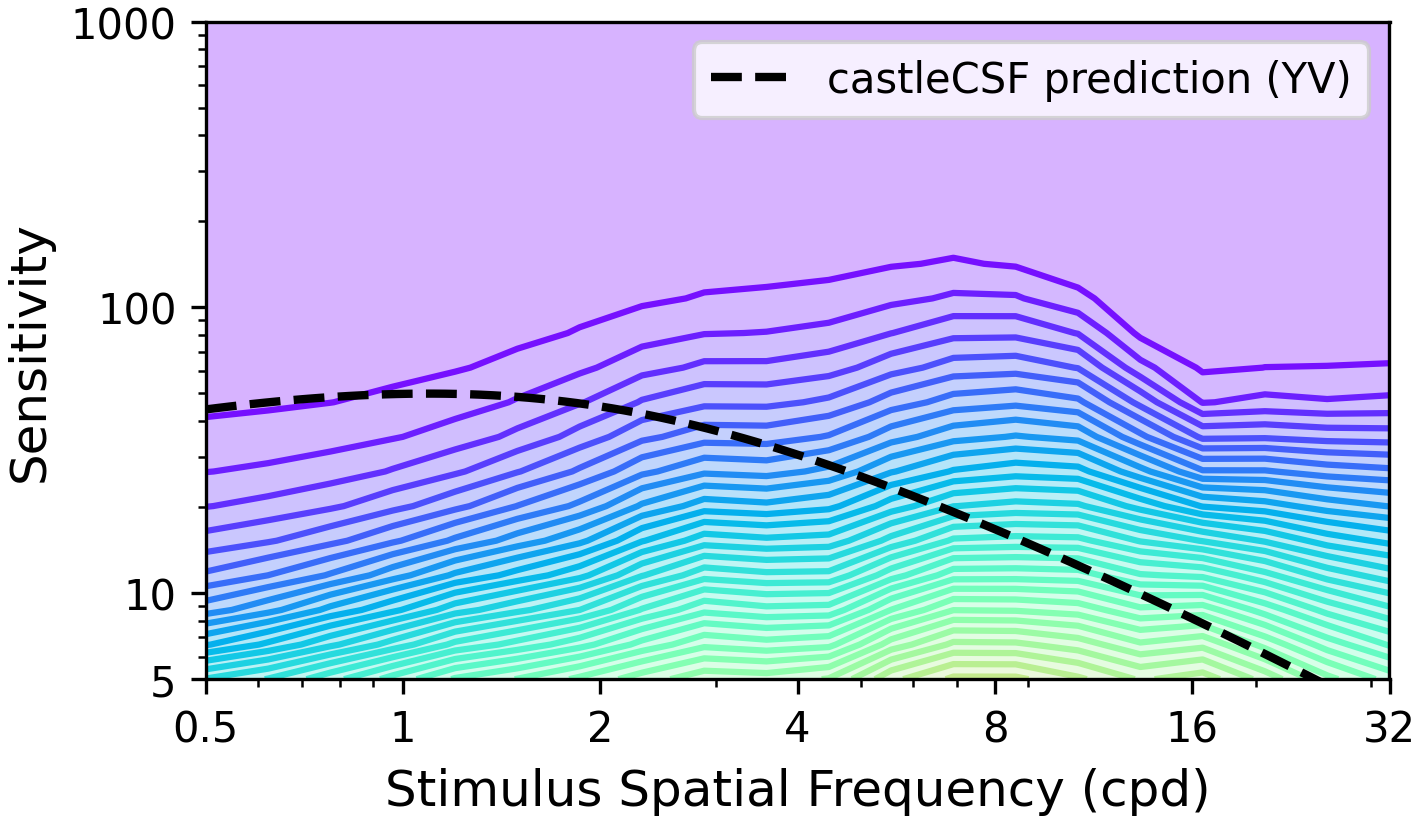 1000
castleCSF prediction (YV)
100
10
5
Sensitivity
0.5 1 2 4 8 16 32
Stimulus Spatial Frequency (cpd)